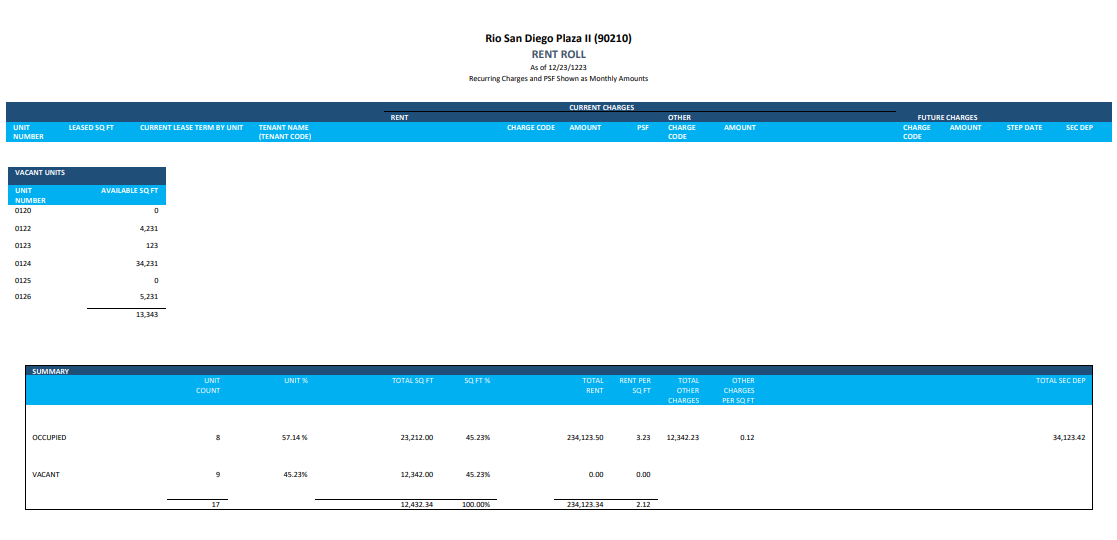 Rio San Diego Plaza II (90210)
RENT ROLL
As of 12/23/1223
Recurring Charges and PSF Shown as Monthly Amounts
CURRENT CHARGES
RENT OTHER FUTURE CHARGES
UNIT LEASED SQ FT CURRENT LEASE TERM BY UNIT TENANT NAME CHARGE CODE AMOUNT PSF CHARGE AMOUNT CHARGE AMOUNT STEP DATE SEC DEP
NUMBER (TENANT CODE) CODE CODE
VACANT UNITS
UNIT AVAILABLE SQ FT
NUMBER
0120 0
0122 4,231
0123 123
0124 34,231
0125 0
0126 5,231
13,343
SUMMARY
UNIT UNIT % TOTAL SQ FT SQ FT % TOTAL RENT PER TOTAL OTHER TOTAL SEC DEP
COUNT RENT SQ FT OTHER CHARGES
CHARGES PER SQ FT
OCCUPIED 8 57.14 % 23,212.00 45.23% 234,123.50 3.23 12,342.23 0.12 34,123.42
VACANT 9 45.23% 12,342.00 45.23% 0.00 0.00
17 12,432.34 100.00% 234,123.34 2.12